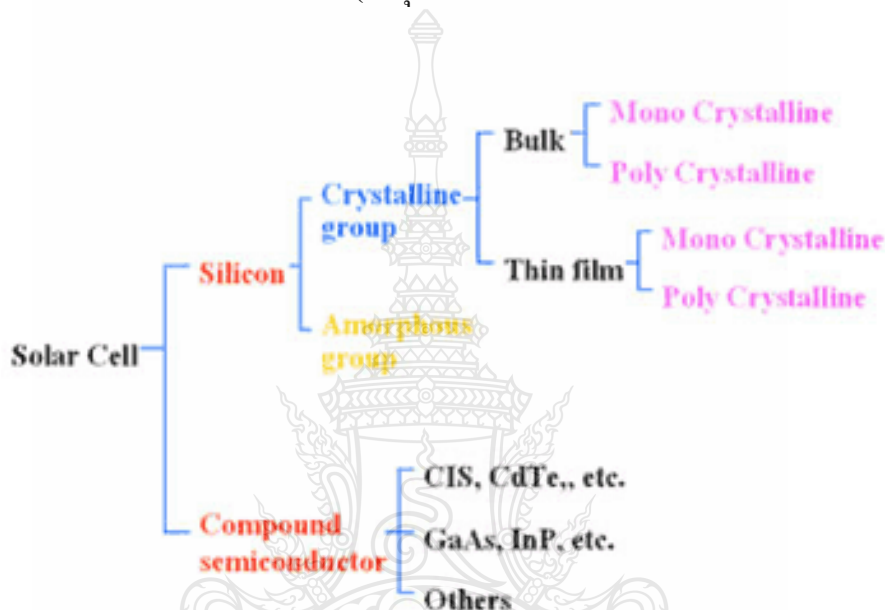 Mono Crystalline
Bulk
Poly Crystalline
Crystalline
group
Mono Crystalline
Thin film
Poly Crystalline
Silicon
Amorphous
group
Solar Cell
CIS, CdTe,, etc.
Compound
semiconductor
GaAs, InP, etc.
Others